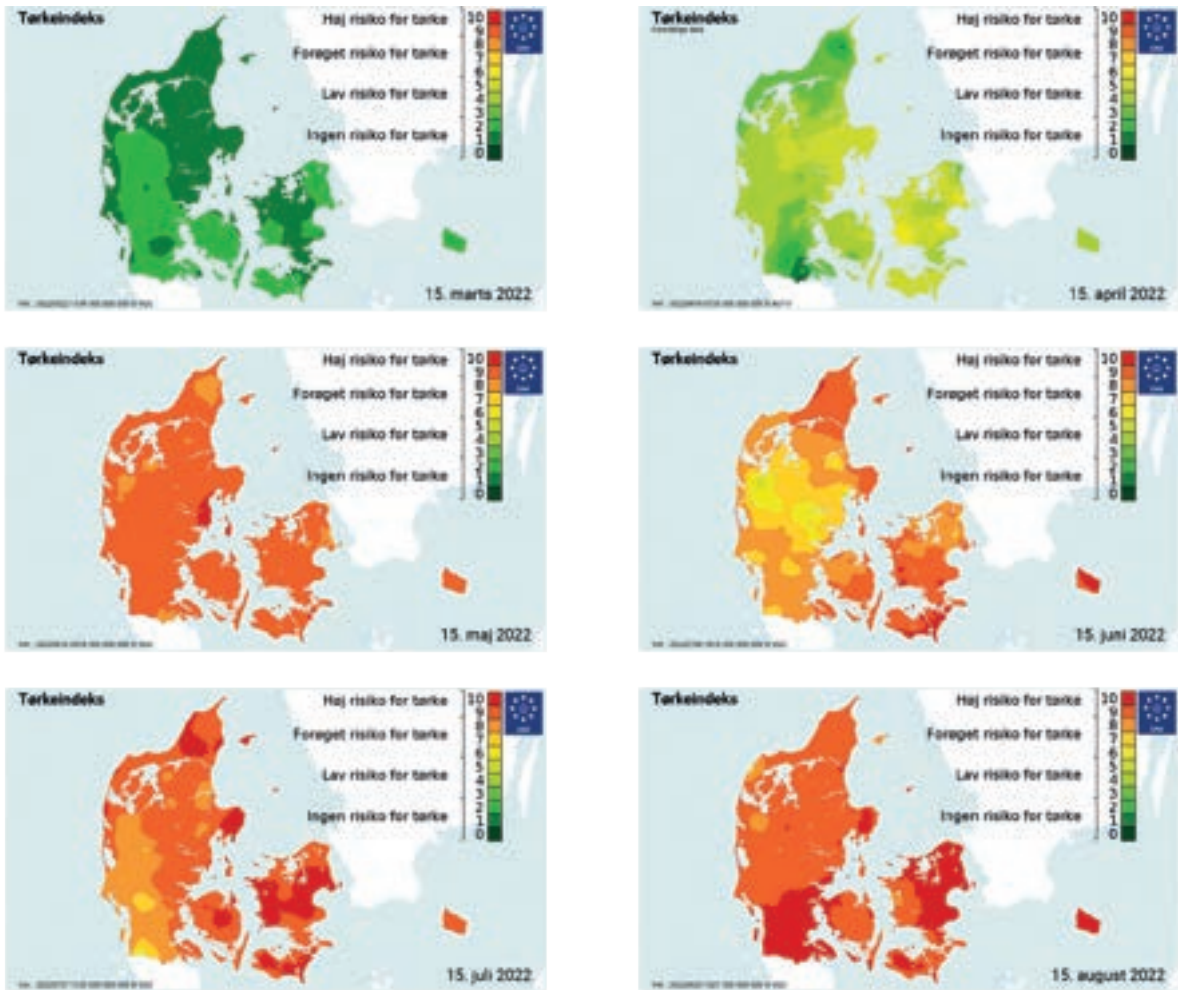 Tørkeindeks
Høj risiko for tørke
Forøget risiko for tørke
Lav risiko for tørke
Ingen risiko for tørke
10
9
8
7
6
5
4
3
2
1
0
15. marts 2022
Tørkeindeks
Høj risiko for tørke
Forøget risiko for tørke
Lav risiko for tørke
Ingen risiko for tørke
10
9
8
7
6
5
4
3
2
1
0
15. april 2022
Tørkeindeks
Høj risiko for tørke
Forøget risiko for tørke
Lav risiko for tørke
Ingen risiko for tørke
10
9
8
7
6
5
4
3
2
1
0
15. maj 2022
Tørkeindeks
Høj risiko for tørke
Forøget risiko for tørke
Lav risiko for tørke
Ingen risiko for tørke
10
9
8
7
6
5
4
3
2
1
0
15. juni 2022
Tørkeindeks
Høj risiko for tørke
Forøget risiko for tørke
Lav risiko for tørke
Ingen risiko for tørke
10
9
8
7
6
5
4
3
2
1
0
15. juli 2022
Tørkeindeks
Høj risiko for tørke
Forøget risiko for tørke
Lav risiko for tørke
Ingen risiko for tørke
10
9
8
7
6
5
4
3
2
1
0
15. august 2022